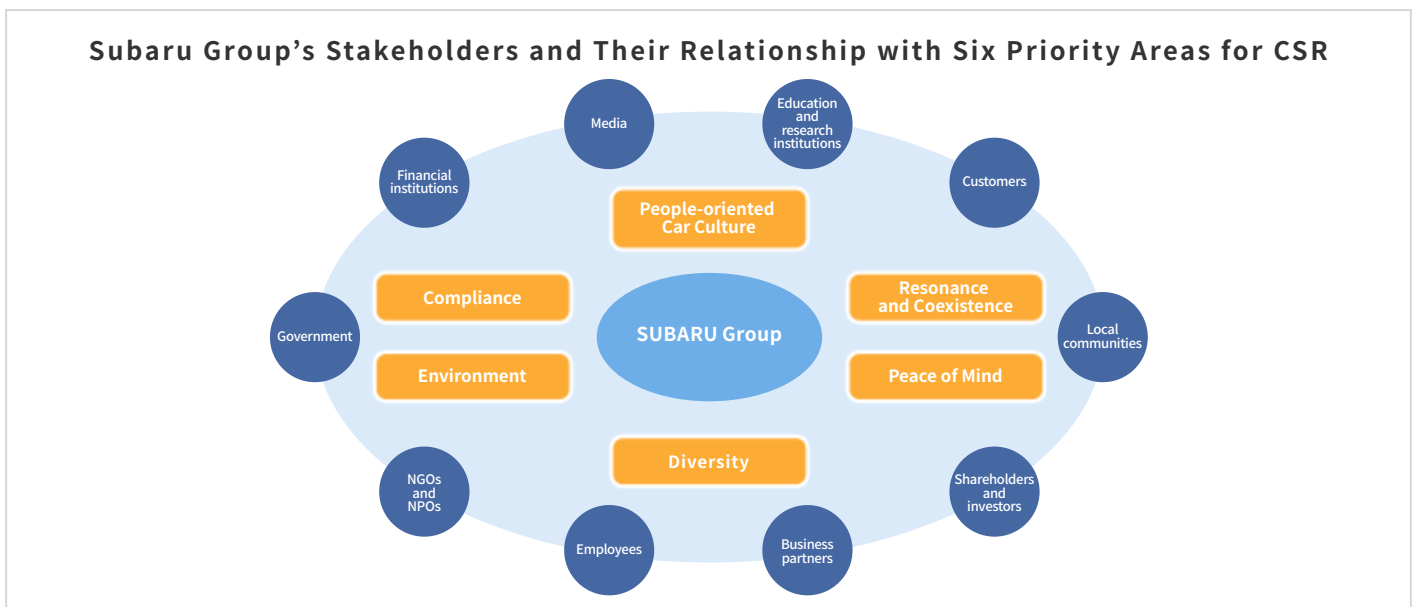 Subaru Group’s Stakeholders and Their Relationship with Six Priority Areas for CSR
Media
Education
and
research
institutions
Financial
institutions
Customers
People-oriented
Car Culture
Compliance
Resonance
and Coexistence
Government
SUBARU Group
Local
communities
Environment
Peace of Mind
Diversity
NGOs
and
NPOs
Shareholders
and
investors
Employees
Business
partners